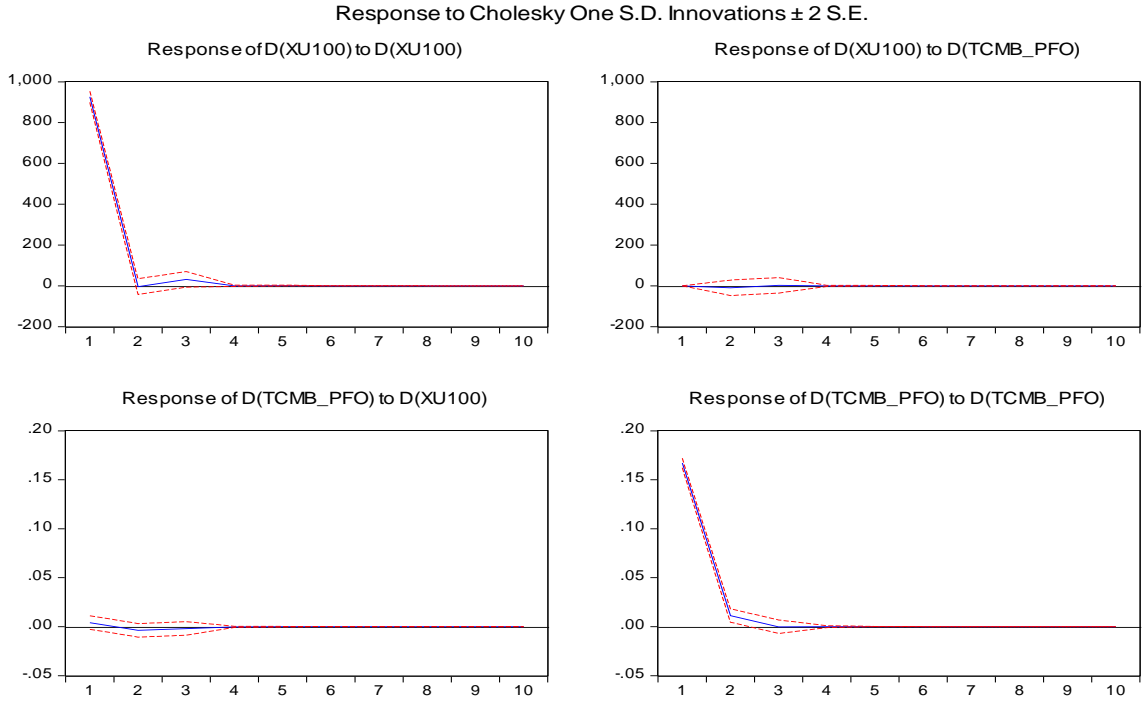 Response to Cholesky One S.D. Innovations ± 2 S.E.
Response of D(XU100) to D(XU100)
1,000
800
600
400
200
0
-200
1 2 3 4 5 6 7 8 9 10
Response of D(XU100) to D(TCMB_PFO)
1,000
800
600
400
200
0
-200
1 2 3 4 5 6 7 8 9 10
Response of D(TCMB_PFO) to D(XU100)
.20
.15
.10
.05
.00
-.05
1 2 3 4 5 6 7 8 9 10
Response of D(TCMB_PFO) to D(TCMB_PFO)
.20
.15
.10
.05
.00
-.05
1 2 3 4 5 6 7 8 9 10